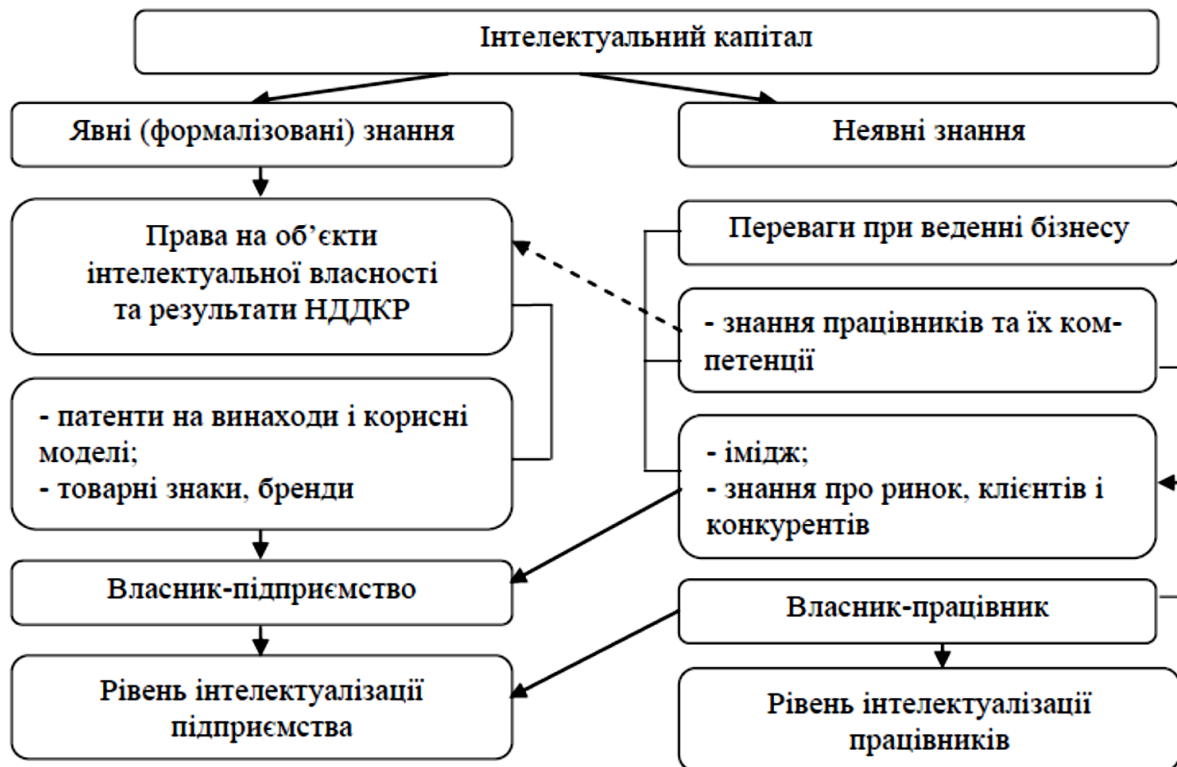 Інтелектуальний капітал
Явні (формалізовані) знання
Неявні знання
Права на об’єкти
інтелектуальної власності
та результати НДДКР
Переваги при веденні бізнесу
- знання працівників та їх ком-
петенції
- патенти на винаходи і корисні
моделі;
- товарні знаки, бренди
- імідж;
- знання про ринок, клієнтів і
конкурентів
Власник-підприємство
Власник-працівник
Рівень інтелектуалізації
підприємства
Рівень інтелектуалізації
працівників